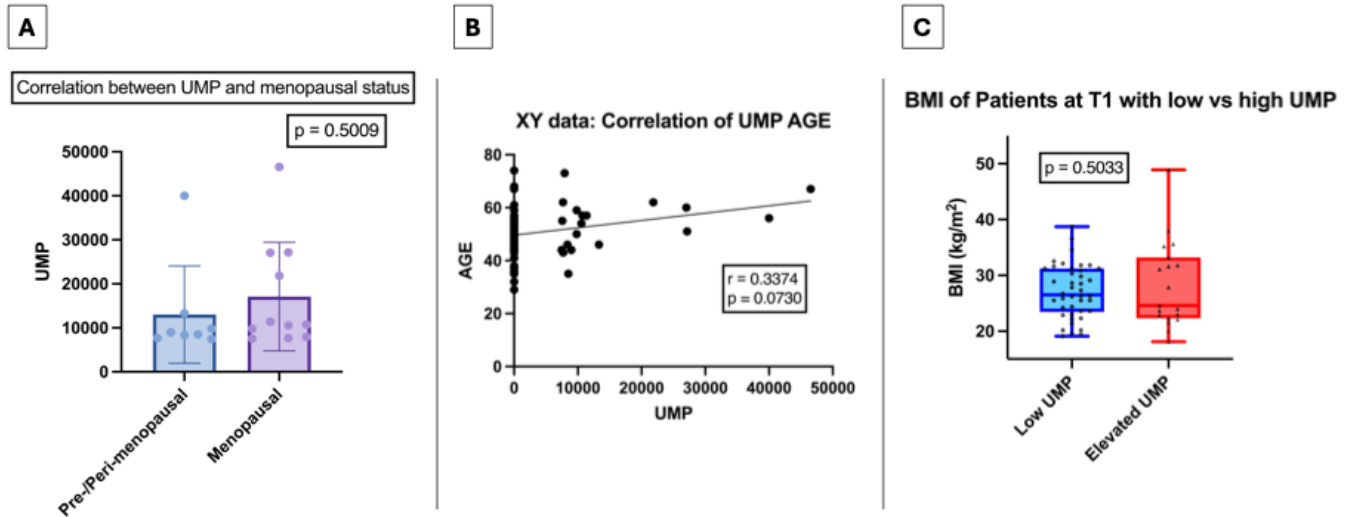 A
Correlation between UMP and menopausal status
p = 0.5009
50000
40000
30000
20000
10000
0
UMP
Pre-/Peri-menopausal
Menopausal
B
XY data: Correlation of UMP AGE
80
60
40
20
0
AGE
r = 0.3374
p = 0.0730
0
10000
20000
30000
40000
50000
UMP
C
BMI of Patients at T1 with low vs high UMP
p = 0.5033
50
40
30
20
BMI (kg/m²)
Low UMP
Elevated UMP